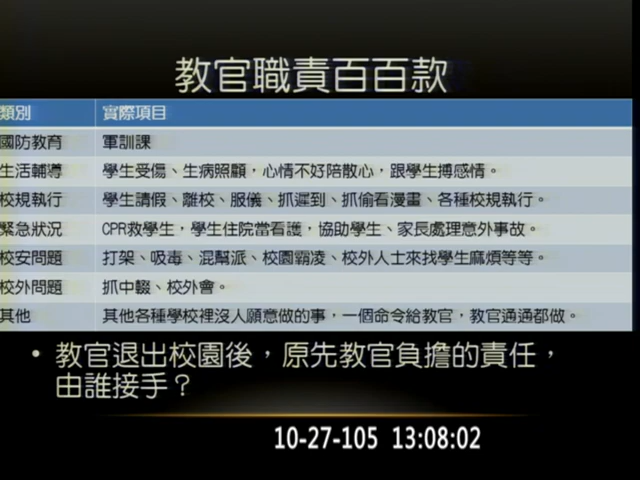 教官職責百百款
類別 實際項目
國防教育 軍訓課
生活輔導 學生受傷、生病照顧，心情不好陪散心，跟學生搏感情。
校規執行 學生請假、離校、服儀、抓遲到、抓偷看漫畫、各種校規執行。
緊急狀況 CPR救學生，學生住院當看護，協助學生、家長處理意外事故。
校安問題 打架、吸毒、混幫派、校園霸凌、校外人士來找學生麻煩等等。
校外問題 抓中輟、校外會。
其他 其他各種學校裡沒人願意做的事，一個命令給教官，教官通通都做。
• 教官退出校園後，原先教官負擔的責任，
由誰接手？
10-27-105 13:08:02